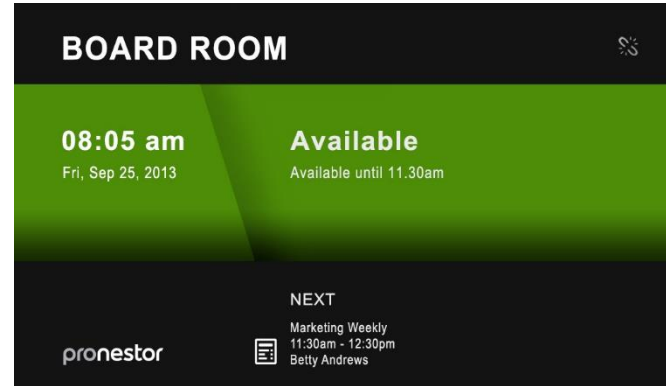 BOARD ROOM
08:05 am
Fri, Sep 25, 2013
Available
Available until 11.30am
NEXT
Marketing Weekly
11:30am - 12:30pm
Betty Andrews
pronestor